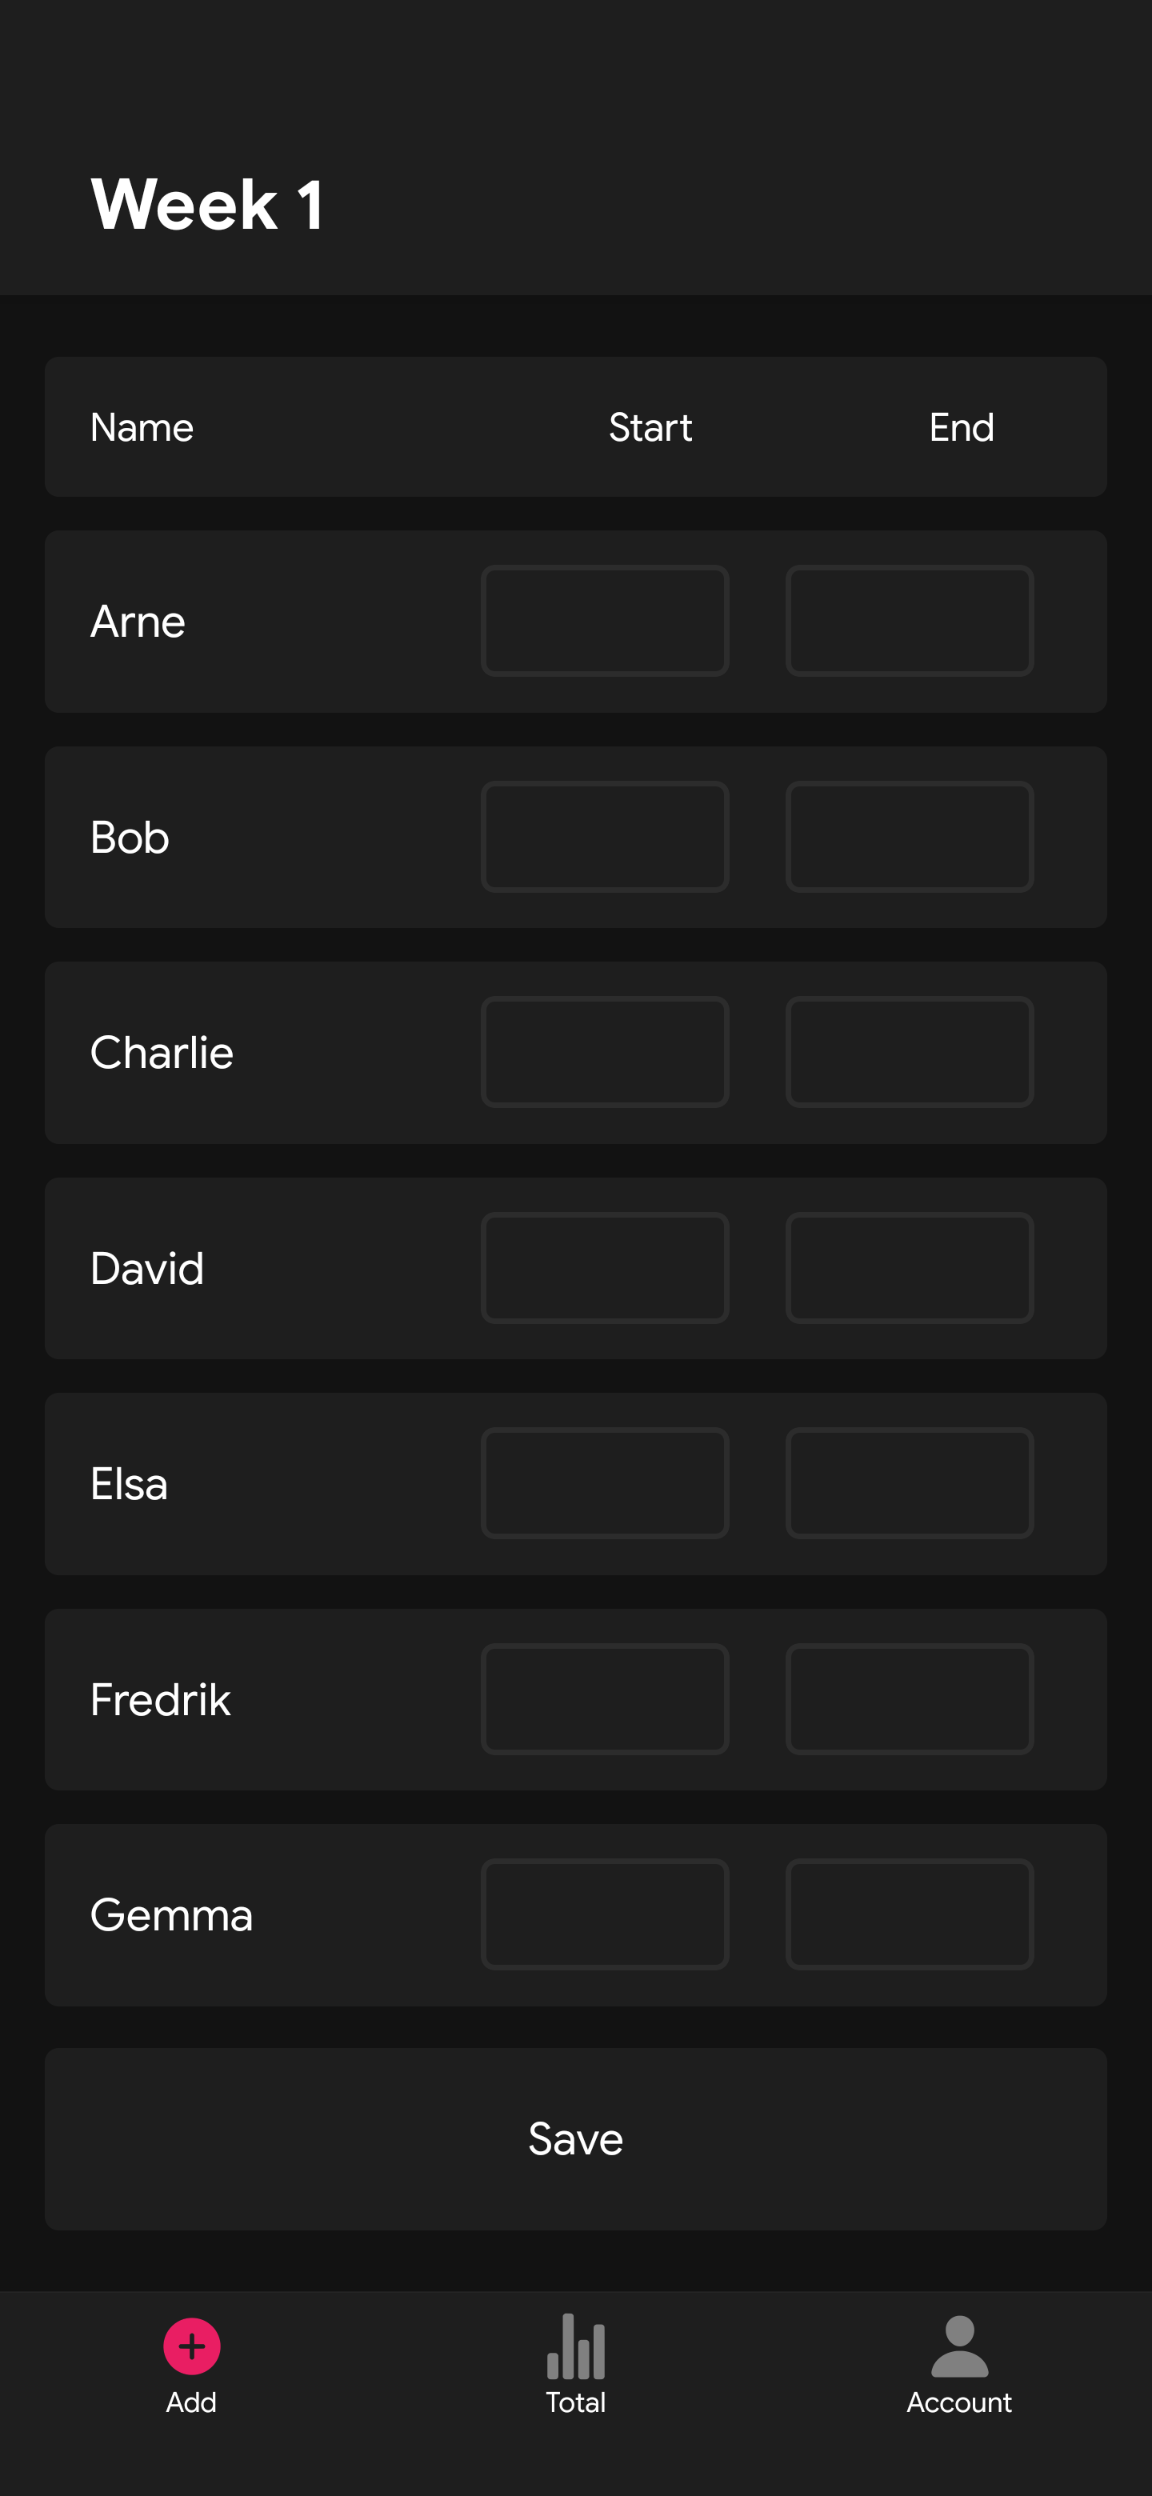 Week 1
Name Start End
Arne
Bob
Charlie
David
Elsa
Fredrik
Gemma
Save
Add Total Account